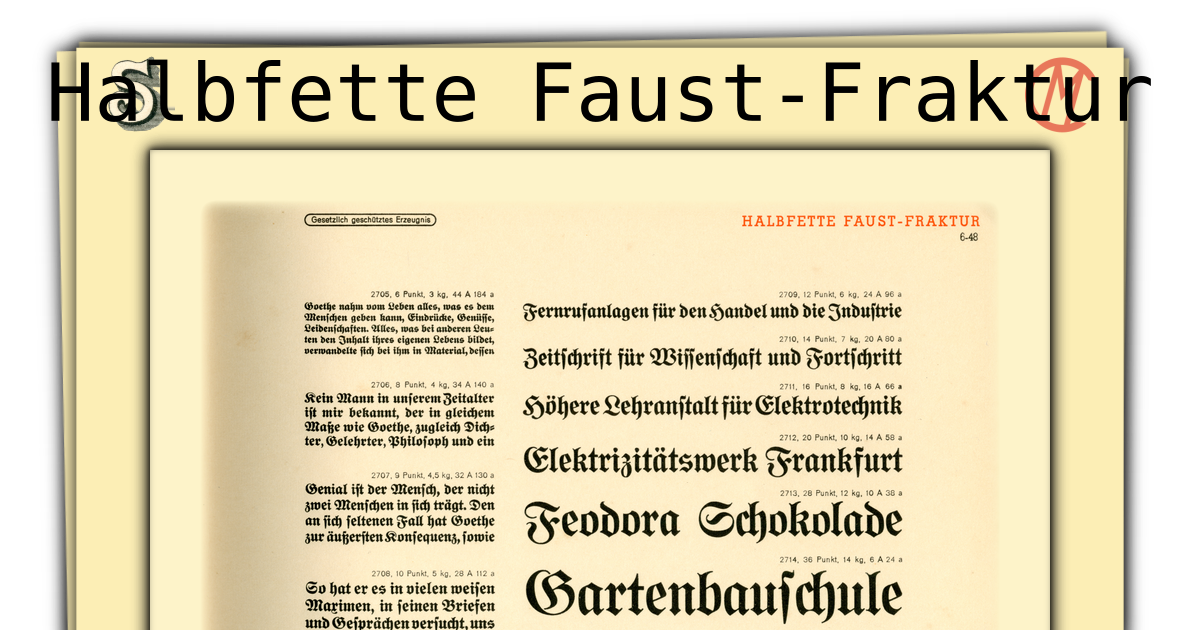 Halbfette Faust-Fraktur
Gesetzlich geschütztes Erzeugnis
HALBFETTE FAUST-FRAKTUR
6-48
2705, 6 Punkt, 3 kg, 44 A 184 a
Goethe nahm vom Leben alles, was es dem
Menſchen geben kann, Eindrücke, Genüſſe,
Leidenſchaften. Alles, was bei anderen Leu-
ten den Inhalt ihres eigenen Lebens bildet,
verwandelte ſich bei ihm in Material, deſſen
2706, 8 Punkt, 4 kg, 34 A 140 a
Kein Mann in unſerem Zeitalter
iſt mir bekannt, der in gleichem
Maße wie Goethe, zugleich Dich-
ter, Gelehrter, Philoſoph und ein
2707, 9 Punkt, 4,5 kg, 32 A 130 a
Genial iſt der Menſch, der nicht
zwei Menſchen in ſich trägt. Den
an ſich ſeltenen Fall hat Goethe
zur äußerſten Konſequenz, ſowie
2708, 10 Punkt, 5 kg, 28 A 112 a
So hat er es in vielen weiſen
Maximen, in ſeinen Briefen
und Geſprächen verſucht, uns
2709, 12 Punkt, 6 kg, 24 A 96 a
Fernrufanlagen für den Handel und die Induſtrie
2710, 14 Punkt, 7 kg, 20 A 80 a
Zeitſchrift für Wiſſenſchaft und Fortſchritt
2711, 16 Punkt, 8 kg, 16 A 66 a
Höhere Lehranſtalt für Elektrotechnik
2712, 20 Punkt, 10 kg, 14 A 58 a
Elektrizitätswerk Frankfurt
2713, 28 Punkt, 12 kg, 10 A 38 a
Feodora Schokolade
2714, 36 Punkt, 14 kg, 6 A 24 a
Gartenbauſchule